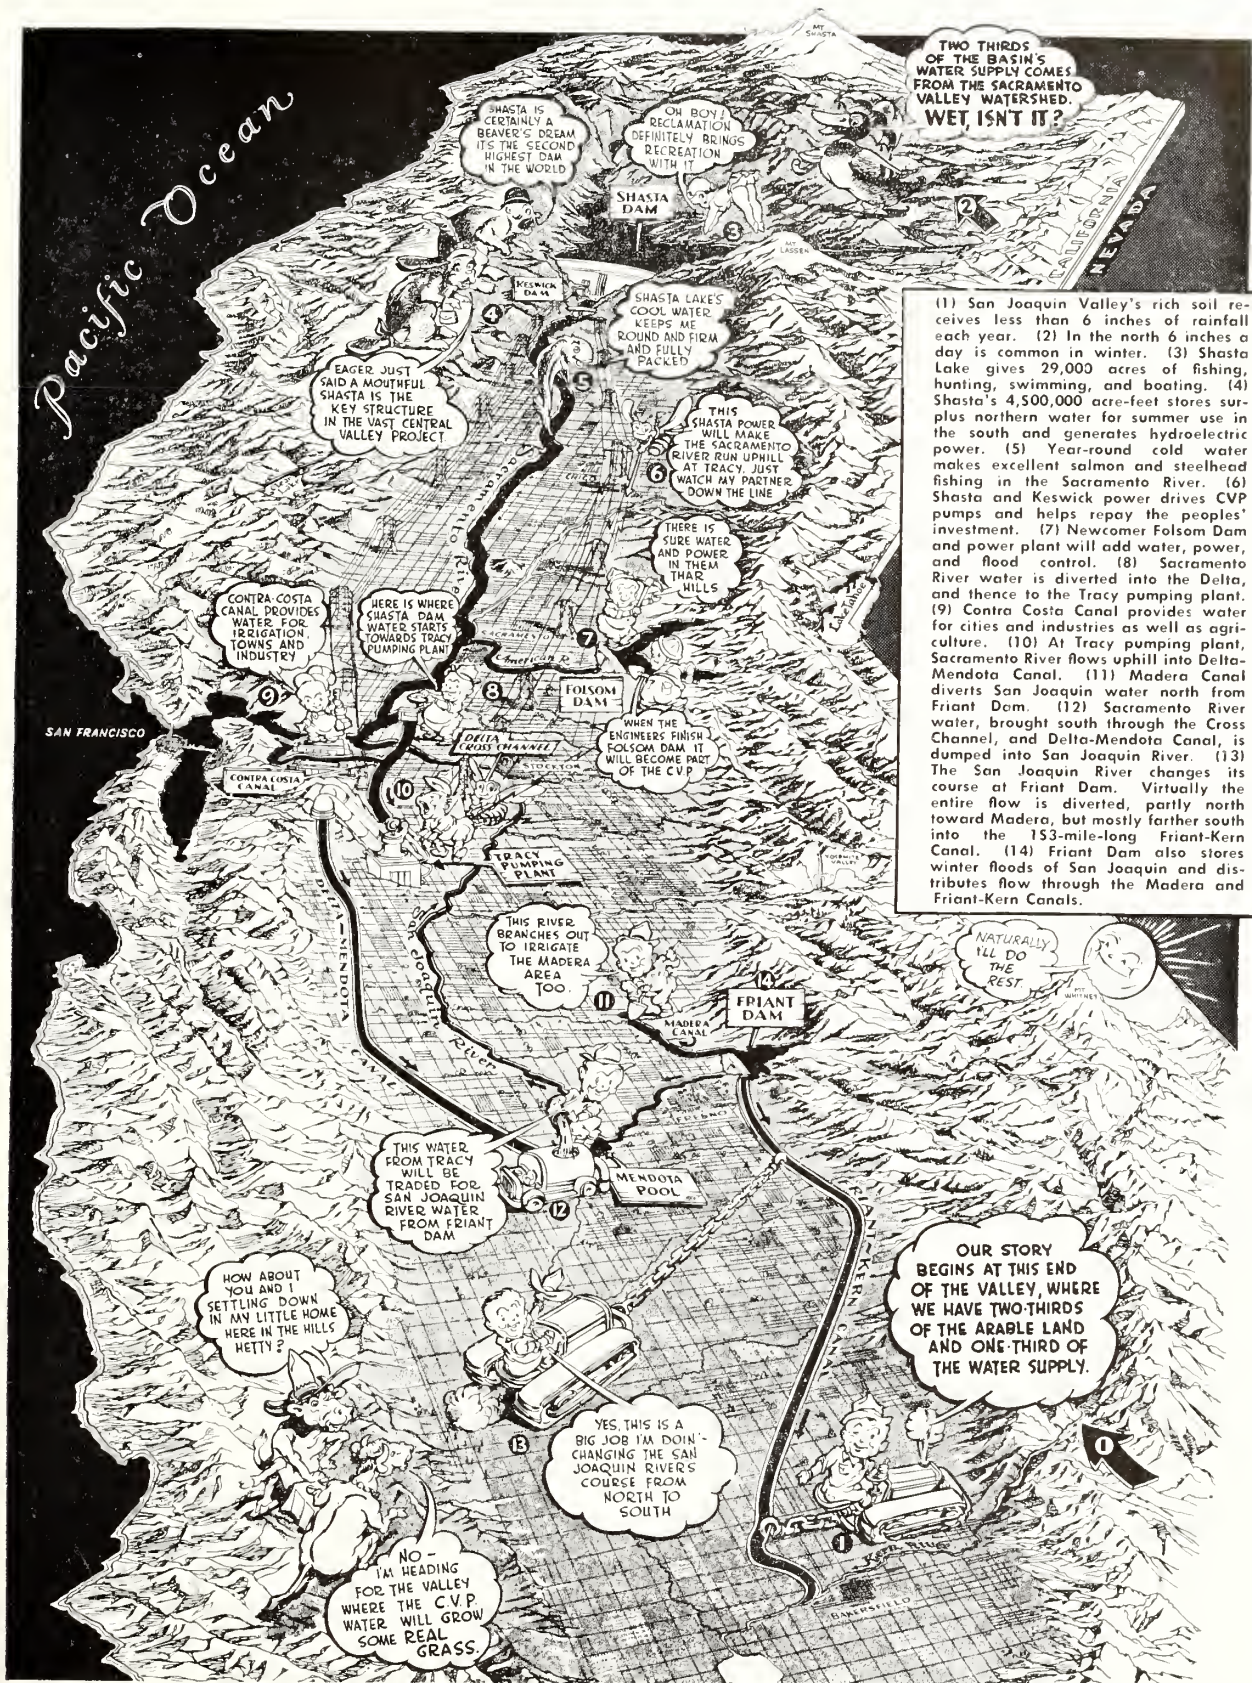 MT.
SHASTA
TWO THIRDS
OF THE BASIN'S
WATER SUPPLY COMES
FROM THE SACRAMENTO
VALLEY WATERSHED.
WET, ISN'T IT?
Pacific Ocean
SHASTA IS
CERTAINLY A
BEAVER'S DREAM
ITS THE SECOND
HIGHEST DAM
IN THE WORLD
OH BOY!
RECLAMATION
DEFINITELY BRINGS
RECREATION
WITH IT
SHASTA
DAM
2
3
CALIFORNIA
NEVADA
MT.
LASSEN
KESWICK
DAM
4
SHASTA LAKE'S
COOL WATER
KEEPS ME
ROUND AND FIRM
AND FULLY
PACKED
5
EAGER JUST
SAID A MOUTHFUL
SHASTA IS THE
KEY STRUCTURE
IN THE VAST CENTRAL
VALLEY PROJECT
THIS
SHASTA POWER
WILL MAKE
THE SACRAMENTO
RIVER RUN UPHILL
AT TRACY. JUST
WATCH MY PARTNER
DOWN THE LINE
6
CHICO
Sacramento River
THERE IS
SURE WATER
AND POWER
IN THEM
THAR
HILLS
7
L. Tahoe
(1) San Joaquin Valley's rich soil re-
ceives less than 6 inches of rainfall
each year. (2) In the north 6 inches a
day is common in winter. (3) Shasta
Lake gives 29,000 acres of fishing,
hunting, swimming, and boating. (4)
Shasta's 4,500,000 acre-feet stores sur-
plus northern water for summer use in
the south and generates hydroelectric
power. (5) Year-round cold water
makes excellent salmon and steelhead
fishing in the Sacramento River. (6)
Shasta and Keswick power drives CVP
pumps and helps repay the peoples'
investment. (7) Newcomer Folsom Dam
and power plant will add water, power,
and flood control. (8) Sacramento
River water is diverted into the Delta,
and thence to the Tracy pumping plant.
(9) Contra Costa Canal provides water
for cities and industries as well as agri-
culture. (10) At Tracy pumping plant,
Sacramento River flows uphill into Delta-
Mendota Canal. (11) Madera Canal
diverts San Joaquin water north from
Friant Dam. (12) Sacramento River
water, brought south through the Cross
Channel, and Delta-Mendota Canal, is
dumped into San Joaquin River. (13)
The San Joaquin River changes its
course at Friant Dam. Virtually the
entire flow is diverted, partly north
toward Madera, but mostly farther south
into the 153-mile-long Friant-Kern
Canal. (14) Friant Dam also stores
winter floods of San Joaquin and dis-
tributes flow through the Madera and
Friant-Kern Canals.
CONTRA-COSTA
CANAL PROVIDES
WATER FOR
IRRIGATION,
TOWNS AND
INDUSTRY
9
HERE IS WHERE
SHASTA DAM
WATER STARTS
TOWARDS TRACY
PUMPING PLANT
8
SACRAMENTO
American R.
FOLSOM
DAM
WHEN THE
ENGINEERS FINISH
FOLSOM DAM IT
WILL BECOME PART
OF THE C.V.P.
SAN FRANCISCO
DELTA
CROSS CHANNEL
STOCKTON
CONTRA COSTA
CANAL
10
TRACY
PUMPING
PLANT
YOSEMITE
VALLEY
DELTA-MENDOTA CANAL
San Joaquin River
THIS RIVER
BRANCHES OUT
TO IRRIGATE
THE MADERA
AREA
TOO.
11
MADERA
CANAL
14
FRIANT
DAM
NATURALLY
I'LL DO
THE
REST.
MT.
WHITNEY
FRESNO
THIS WATER
FROM TRACY
WILL BE
TRADED FOR
SAN JOAQUIN
RIVER WATER
FROM FRIANT
DAM
12
MENDOTA
POOL
FRIANT-KERN CANAL
OUR STORY
BEGINS AT THIS END
OF THE VALLEY, WHERE
WE HAVE TWO-THIRDS
OF THE ARABLE LAND
AND ONE-THIRD OF
THE WATER SUPPLY.
HOW ABOUT
YOU AND I
SETTLING DOWN
IN MY LITTLE HOME
HERE IN THE HILLS
HETTY?
13
YES, THIS IS A
BIG JOB I'M DOIN'-
CHANGING THE SAN
JOAQUIN RIVERS
COURSE FROM
NORTH TO
SOUTH
1
1
Kern River
BAKERSFIELD
NO-
I'M HEADING
FOR THE VALLEY
WHERE THE C.V.P.
WATER WILL GROW
SOME REAL
GRASS.